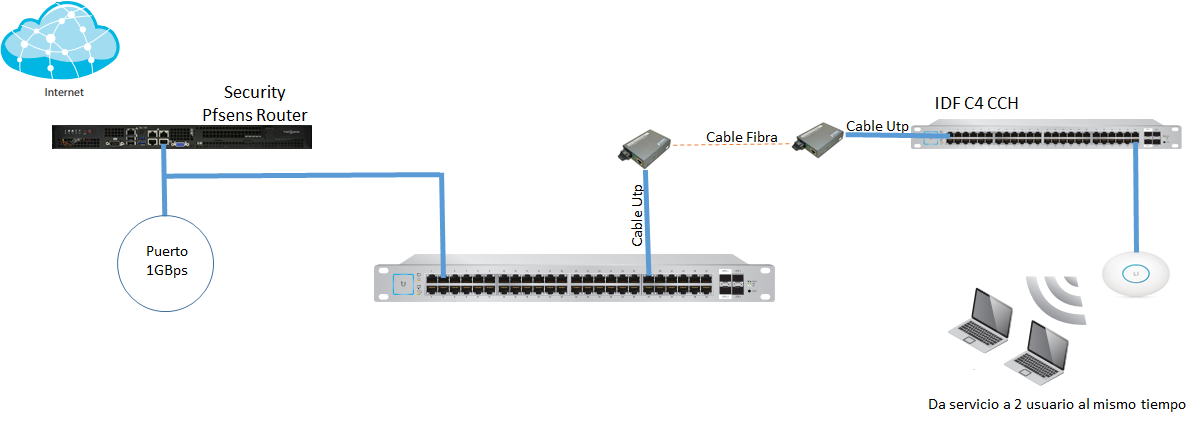 Internet
Security
Pfsens Router
Puerto
1GBps
Cable Utp
Cable Fibra
Cable Utp
IDF C4 CCH
Da servicio a 2 usuario al mismo tiempo